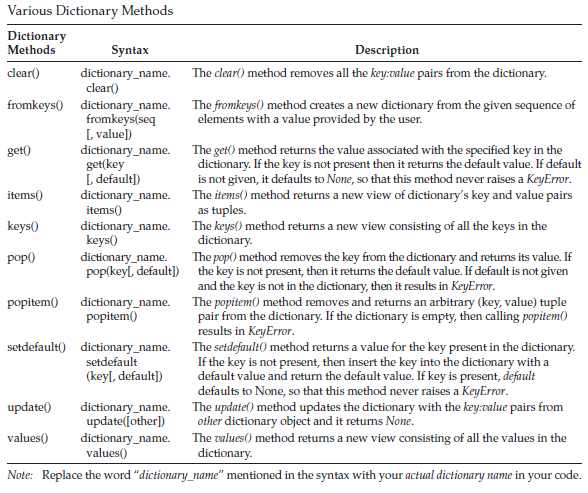 Various Dictionary Methods
Dictionary
Methods Syntax Description
clear() dictionary_name. The clear() method removes all the key:value pairs from the dictionary.
clear()
fromkeys() dictionary_name. The fromkeys() method creates a new dictionary from the given sequence of
fromkeys(seq elements with a value provided by the user.
[, value])
get() dictionary_name. The get() method returns the value associated with the specified key in the
get(key dictionary. If the key is not present then it returns the default value. If default
[, default]) is not given, it defaults to None, so that this method never raises a KeyError.
items() dictionary_name. The items() method returns a new view of dictionary's key and value pairs
items() as tuples.
keys() dictionary_name. The keys() method returns a new view consisting of all the keys in the
keys() dictionary.
pop() dictionary_name. The pop() method removes the key from the dictionary and returns its value. If
pop(key[, default]) the key is not present, then it returns the default value. If default is not given
and the key is not in the dictionary, then it results in KeyError.
popitem() dictionary_name. The popitem() method removes and returns an arbitrary (key, value) tuple
popitem() pair from the dictionary. If the dictionary is empty, then calling popitem()
results in KeyError.
setdefault() dictionary_name. The setdefault() method returns a value for the key present in the dictionary.
setdefault If the key is not present, then insert the key into the dictionary with a
(key[, default]) default value and return the default value. If key is present, default
defaults to None, so that this method never raises a KeyError.
update() dictionary_name. The update() method updates the dictionary with the key:value pairs from
update([other]) other dictionary object and it returns None.
values() dictionary_name. The values() method returns a new view consisting of all the values in the
values() dictionary.
Note: Replace the word "dictionary_name" mentioned in the syntax with your actual dictionary name in your code.